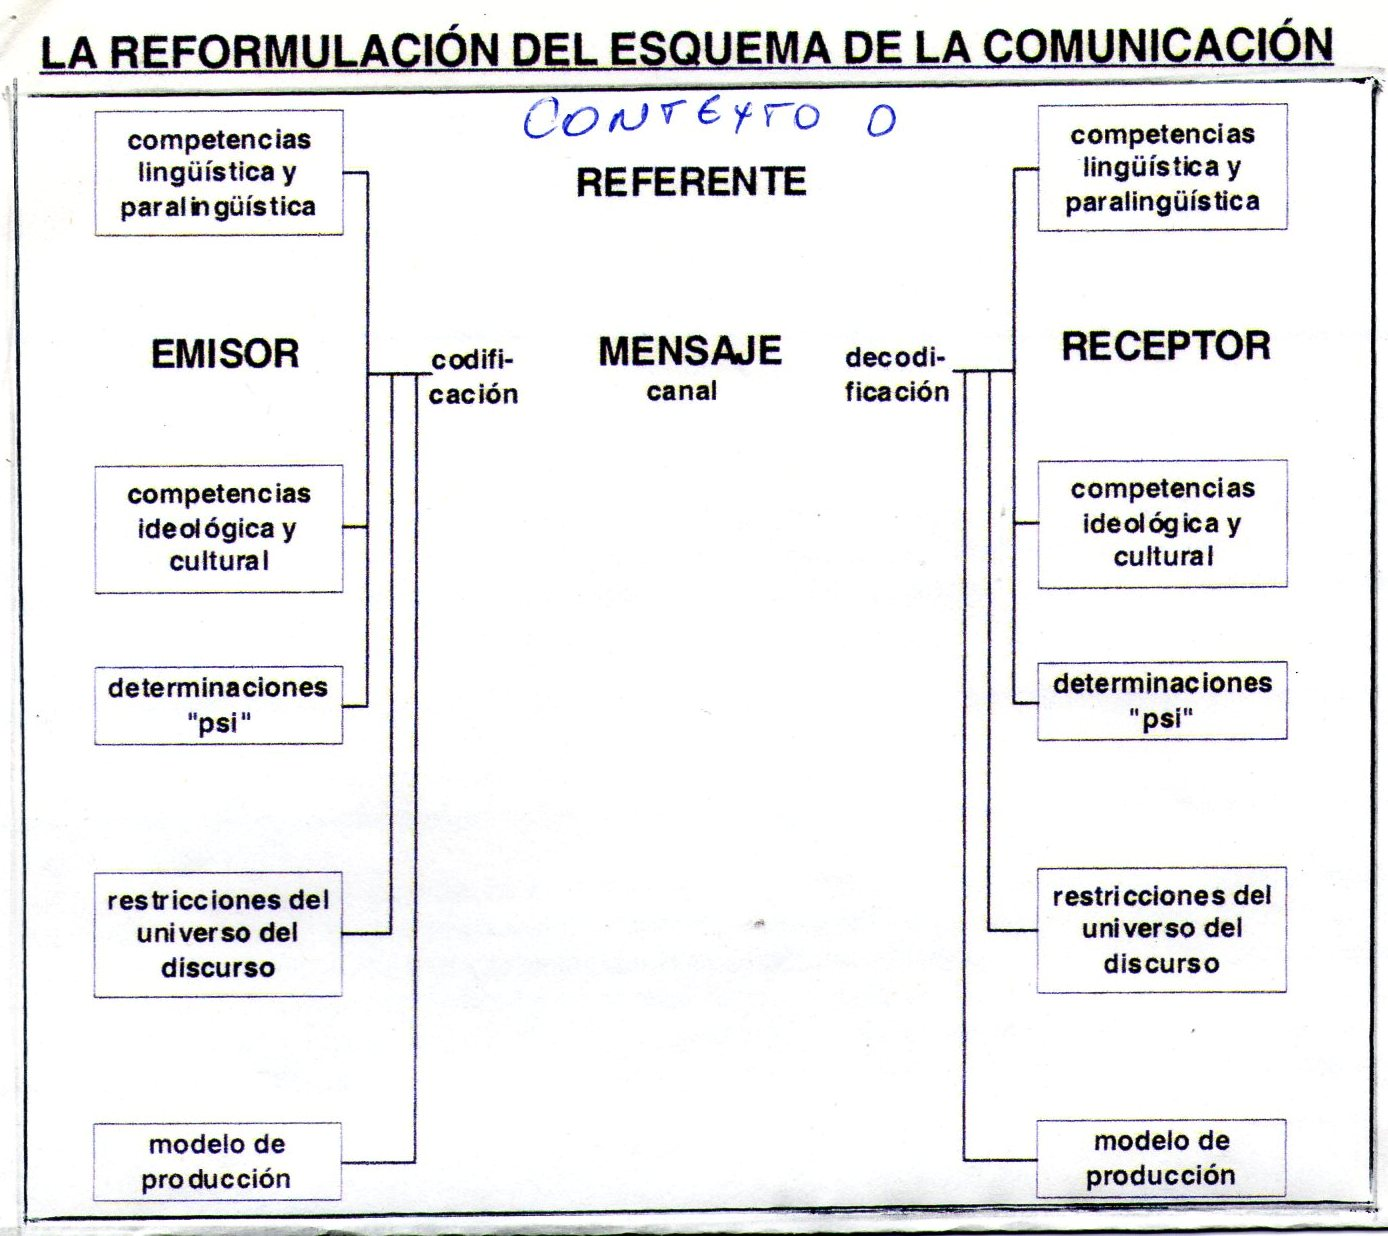 LA REFORMULACIÓN DEL ESQUEMA DE LA COMUNICACIÓN
CONTEXTO O
REFERENTE
competencias
lingüística y
paralingüística
EMISOR
codifi-
cación
competencias
ideológica y
cultural
determinaciones
"psi"
restricciones del
universo del
discurso
modelo de
producción
MENSAJE
canal
competencias
lingüística y
paralingüística
RECEPTOR
decodi-
ficación
competencias
ideológica y
cultural
determinaciones
"psi"
restricciones del
universo del
discurso
modelo de
producción